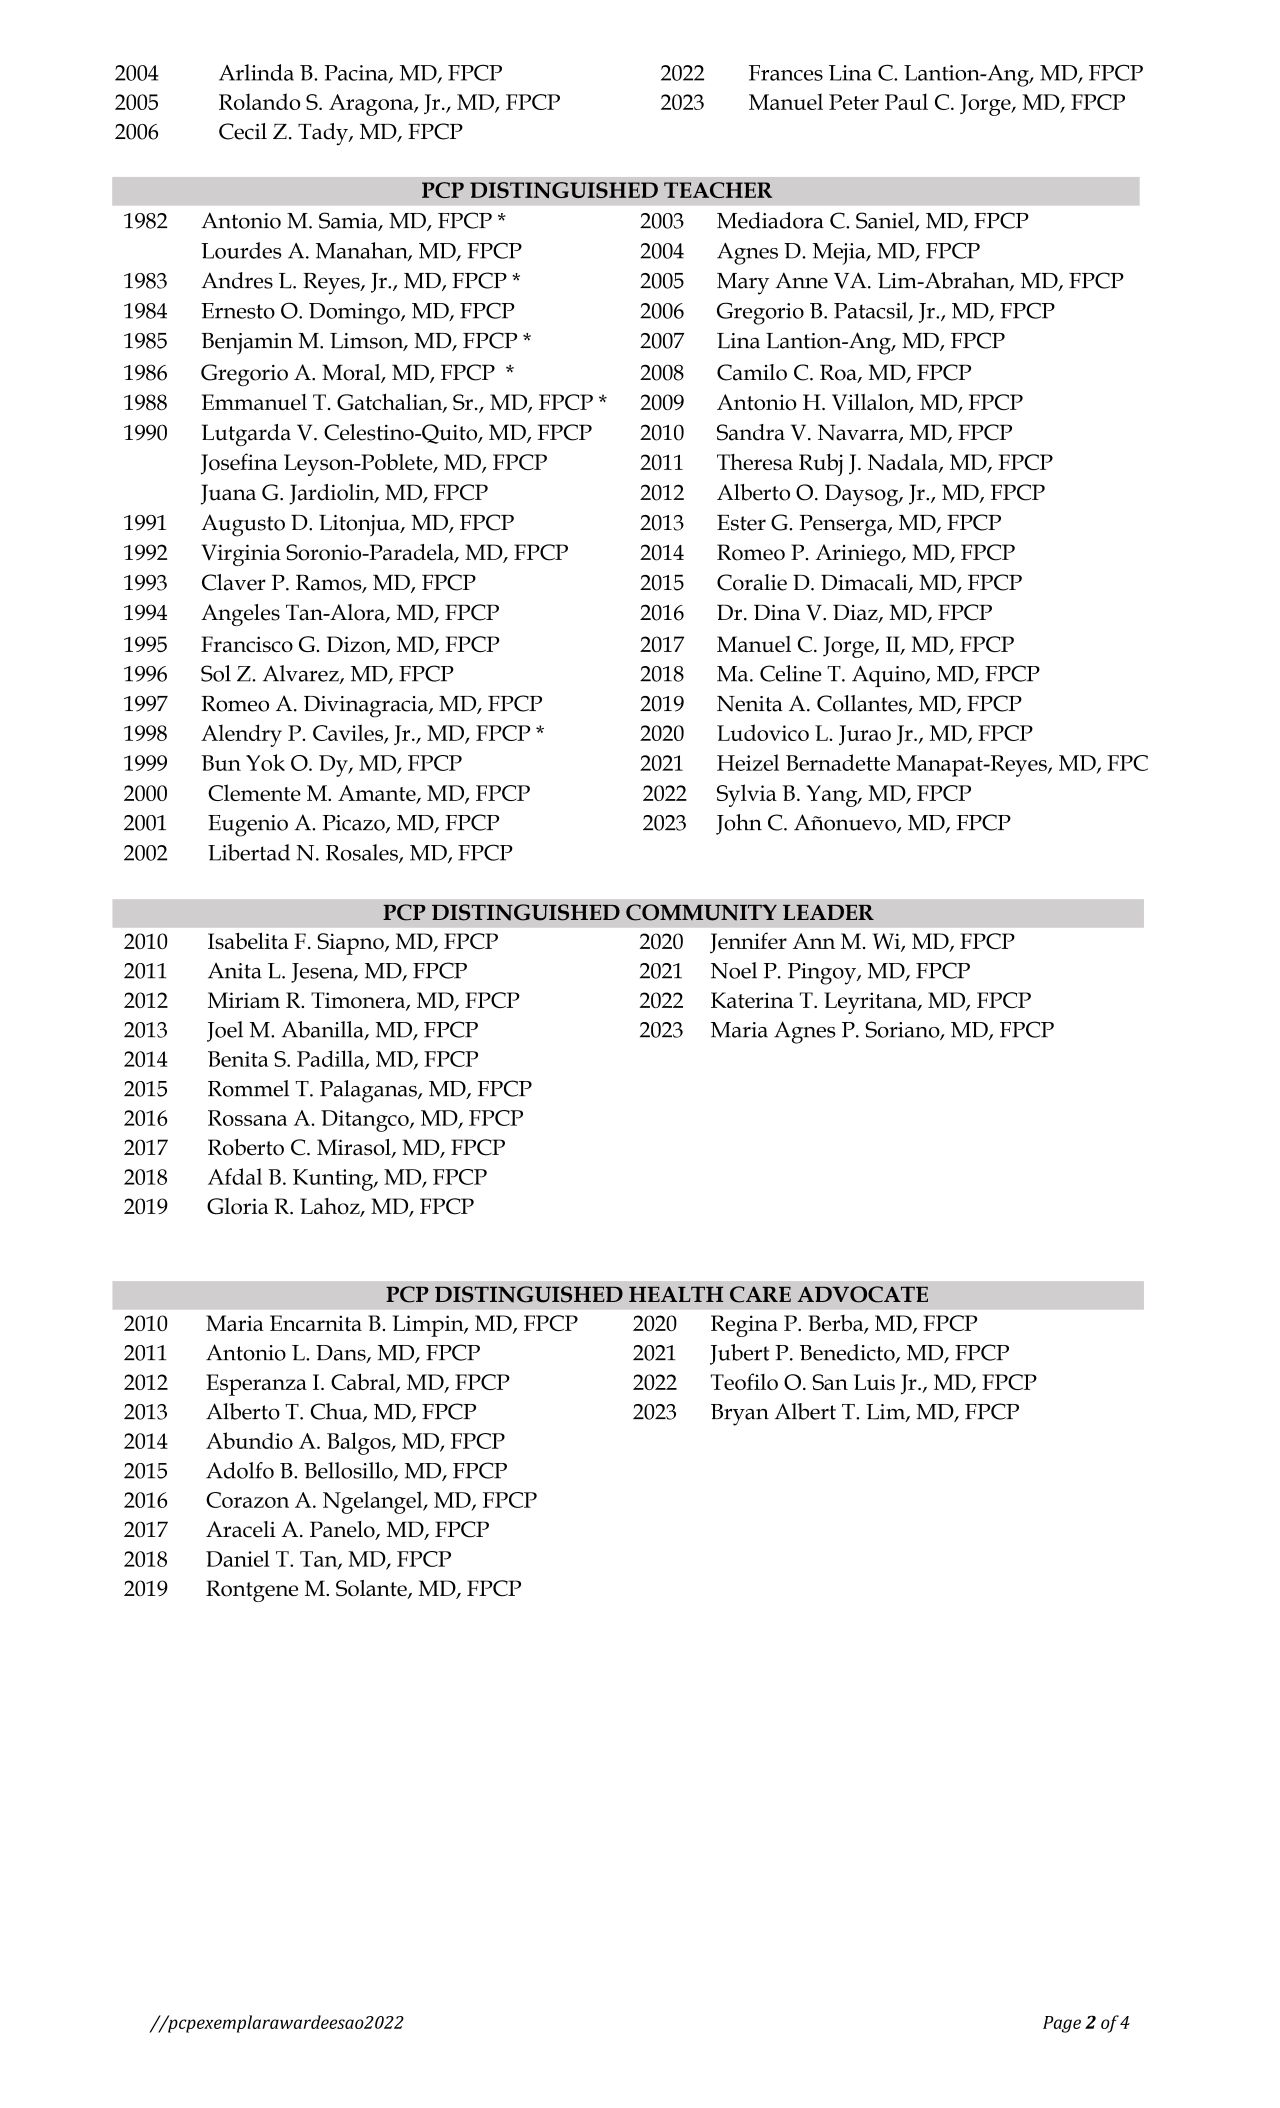 2004 Arlinda B. Pacina, MD, FPCP
2005 Rolando S. Aragona, Jr., MD, FPCP
2006 Cecil Z. Tady, MD, FPCP
2022 Frances Lina C. Lantion-Ang, MD, FPCP
2023 Manuel Peter Paul C. Jorge, MD, FPCP
PCP DISTINGUISHED TEACHER
1982 Antonio M. Samia, MD, FPCP *
Lourdes A. Manahan, MD, FPCP
1983 Andres L. Reyes, Jr., MD, FPCP *
1984 Ernesto O. Domingo, MD, FPCP
1985 Benjamin M. Limson, MD, FPCP *
1986 Gregorio A. Moral, MD, FPCP *
1988 Emmanuel T. Gatchalian, Sr., MD, FPCP *
1990 Lutgarda V. Celestino-Quito, MD, FPCP
Josefina Leyson-Poblete, MD, FPCP
Juana G. Jardiolin, MD, FPCP
1991 Augusto D. Litonjua, MD, FPCP
1992 Virginia Soronio-Paradela, MD, FPCP
1993 Claver P. Ramos, MD, FPCP
1994 Angeles Tan-Alora, MD, FPCP
1995 Francisco G. Dizon, MD, FPCP
1996 Sol Z. Alvarez, MD, FPCP
1997 Romeo A. Divinagracia, MD, FPCP
1998 Alendry P. Caviles, Jr., MD, FPCP *
1999 Bun Yok O. Dy, MD, FPCP
2000 Clemente M. Amante, MD, FPCP
2001 Eugenio A. Picazo, MD, FPCP
2002 Libertad N. Rosales, MD, FPCP
2003 Mediadora C. Saniel, MD, FPCP
2004 Agnes D. Mejia, MD, FPCP
2005 Mary Anne VA. Lim-Abrahan, MD, FPCP
2006 Gregorio B. Patacsil, Jr., MD, FPCP
2007 Lina Lantion-Ang, MD, FPCP
2008 Camilo C. Roa, MD, FPCP
2009 Antonio H. Villalon, MD, FPCP
2010 Sandra V. Navarra, MD, FPCP
2011 Theresa Rubj J. Nadala, MD, FPCP
2012 Alberto O. Daysog, Jr., MD, FPCP
2013 Ester G. Penserga, MD, FPCP
2014 Romeo P. Ariniego, MD, FPCP
2015 Coralie D. Dimacali, MD, FPCP
2016 Dr. Dina V. Diaz, MD, FPCP
2017 Manuel C. Jorge, II, MD, FPCP
2018 Ma. Celine T. Aquino, MD, FPCP
2019 Nenita A. Collantes, MD, FPCP
2020 Ludovico L. Jurao Jr., MD, FPCP
2021 Heizel Bernadette Manapat-Reyes, MD, FPC
2022 Sylvia B. Yang, MD, FPCP
2023 John C. Añonuevo, MD, FPCP
PCP DISTINGUISHED COMMUNITY LEADER
2010 Isabelita F. Siapno, MD, FPCP
2011 Anita L. Jesena, MD, FPCP
2012 Miriam R. Timonera, MD, FPCP
2013 Joel M. Abanilla, MD, FPCP
2014 Benita S. Padilla, MD, FPCP
2015 Rommel T. Palaganas, MD, FPCP
2016 Rossana A. Ditangco, MD, FPCP
2017 Roberto C. Mirasol, MD, FPCP
2018 Afdal B. Kunting, MD, FPCP
2019 Gloria R. Lahoz, MD, FPCP
2020 Jennifer Ann M. Wi, MD, FPCP
2021 Noel P. Pingoy, MD, FPCP
2022 Katerina T. Leyritana, MD, FPCP
2023 Maria Agnes P. Soriano, MD, FPCP
PCP DISTINGUISHED HEALTH CARE ADVOCATE
2010 Maria Encarnita B. Limpin, MD, FPCP
2011 Antonio L. Dans, MD, FPCP
2012 Esperanza I. Cabral, MD, FPCP
2013 Alberto T. Chua, MD, FPCP
2014 Abundio A. Balgos, MD, FPCP
2015 Adolfo B. Bellosillo, MD, FPCP
2016 Corazon A. Ngelangel, MD, FPCP
2017 Araceli A. Panelo, MD, FPCP
2018 Daniel T. Tan, MD, FPCP
2019 Rontgene M. Solante, MD, FPCP
2020 Regina P. Berba, MD, FPCP
2021 Jubert P. Benedicto, MD, FPCP
2022 Teofilo O. San Luis Jr., MD, FPCP
2023 Bryan Albert T. Lim, MD, FPCP
//pcpexemplarawardeesao2022
Page 2 of 4